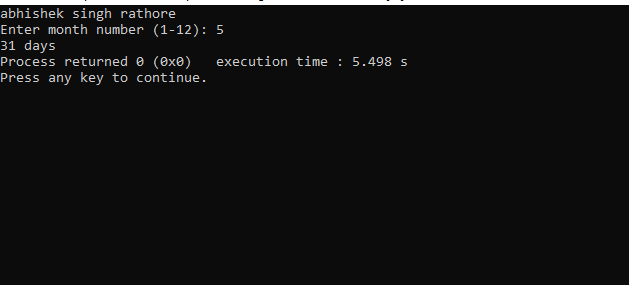 abhishek singh rathore
Enter month number (1-12): 5
31 days
Process returned 0 (0x0)   execution time : 5.498 s
Press any key to continue.